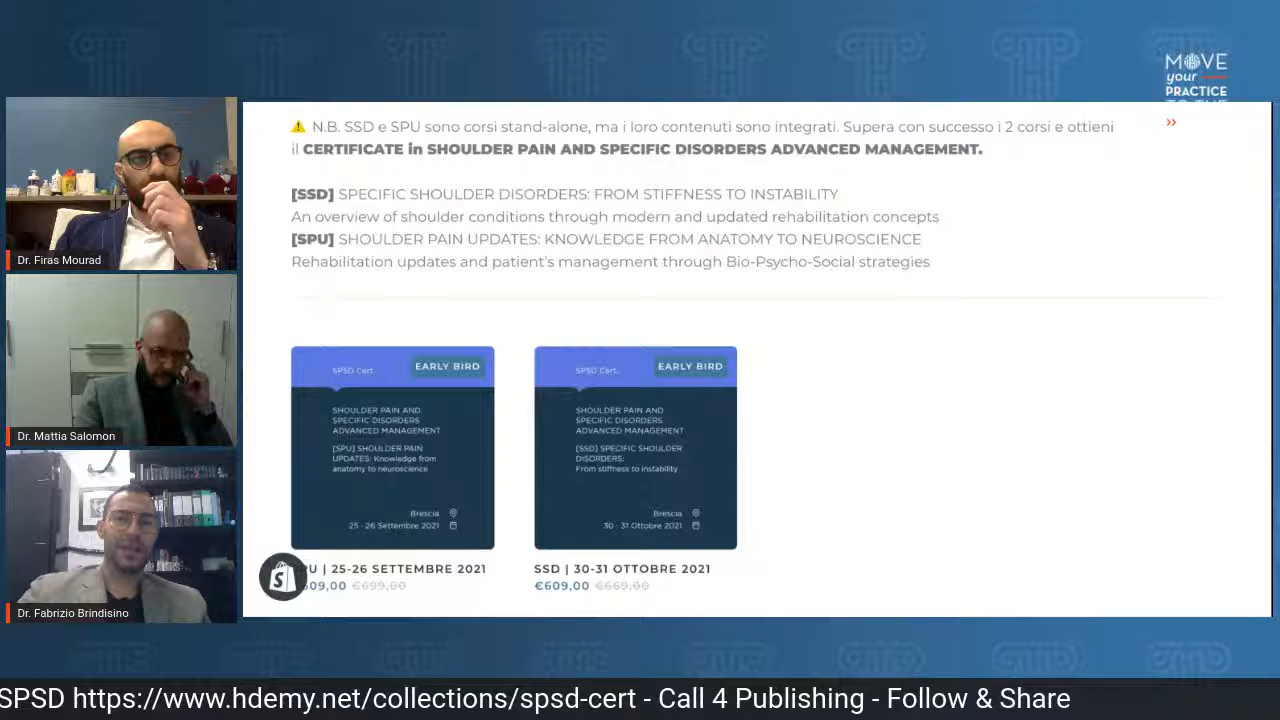 MOVE
your
PRACTICE
TO THE
››
Dr. Firas Mourad
Dr. Mattia Salomon
Dr. Fabrizio Brindisino
N.B. SSD e SPU sono corsi stand-alone, ma i loro contenuti sono integrati. Supera con successo i 2 corsi e ottieni
il CERTIFICATE in SHOULDER PAIN AND SPECIFIC DISORDERS ADVANCED MANAGEMENT.
[SSD] SPECIFIC SHOULDER DISORDERS: FROM STIFFNESS TO INSTABILITY
An overview of shoulder conditions through modern and updated rehabilitation concepts
[SPU] SHOULDER PAIN UPDATES: KNOWLEDGE FROM ANATOMY TO NEUROSCIENCE
Rehabilitation updates and patient's management through Bio-Psycho-Social strategies
SPSD Cert.
EARLY BIRD
SHOULDER PAIN AND
SPECIFIC DISORDERS
ADVANCED MANAGEMENT
[SPU] SHOULDER PAIN
UPDATES: Knowledge from
anatomy to neuroscience
Brescia
25 - 26 Settembre 2021
PU | 25-26 SETTEMBRE 2021
609,00 €699,00
SPSD Cert.
EARLY BIRD
SHOULDER PAIN AND
SPECIFIC DISORDERS
ADVANCED MANAGEMENT
[SSD] SPECIFIC SHOULDER
DISORDERS:
From stiffness to instability
Brescia
30 - 31 Ottobre 2021
SSD | 30-31 OTTOBRE 2021
€609,00 €669,00
SPSD https://www.hdemy.net/collections/spsd-cert - Call 4 Publishing - Follow & Share